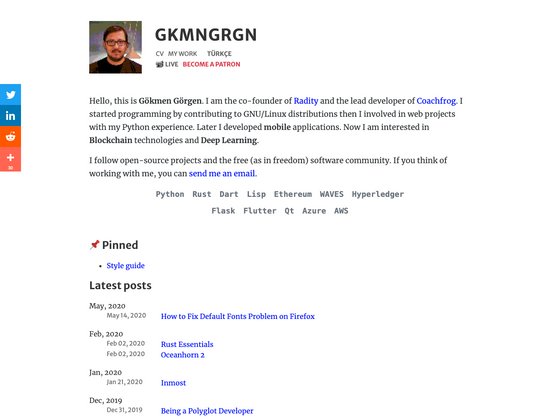 GKMNGRGN
CV MY WORK TÜRKÇE
LIVE BECOME A PATRON
Hello, this is Gökmen Görgen. I am the co-founder of Radity and the lead developer of Coachfrog. I
started programming by contributing to GNU/Linux distributions then I involved in web projects
with my Python experience. Later I developed mobile applications. Now I am interested in
Blockchain technologies and Deep Learning.
I follow open-source projects and the free (as in freedom) software community. If you think of
working with me, you can send me an email.
Python Rust Dart Lisp Ethereum WAVES Hyperledger
Flask Flutter Qt Azure AWS
Pinned
• Style guide
Latest posts
May, 2020
May 14, 2020 How to Fix Default Fonts Problem on Firefox
Feb, 2020
Feb 02, 2020 Rust Essentials
Feb 02, 2020 Oceanhorn 2
Jan, 2020
Jan 21, 2020 Inmost
Dec, 2019
Dec 31, 2019 Being a Polyglot Developer